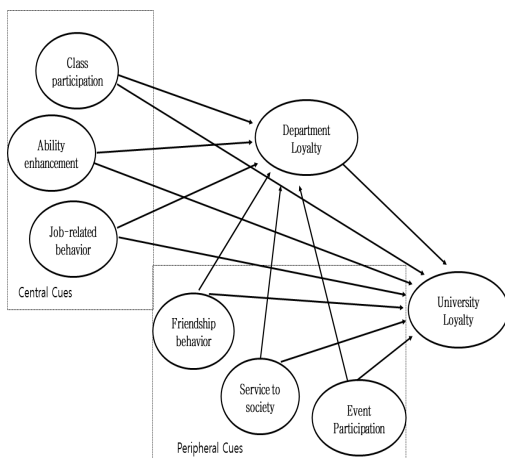 Class
participation
Ability
enhancement
Job-related
behavior
Central Cues
Department
Loyalty
University
Loyalty
Friendship
behavior
Service to
society
Event
Participation
Peripheral Cues